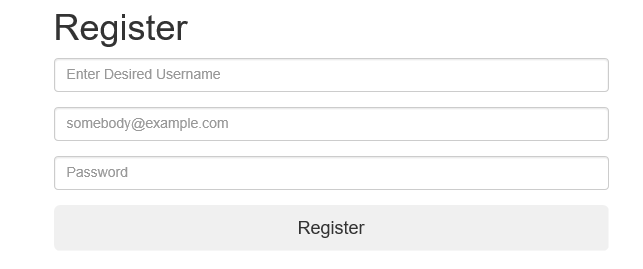 Register
Enter Desired Username
somebody@example.com
Password
Register